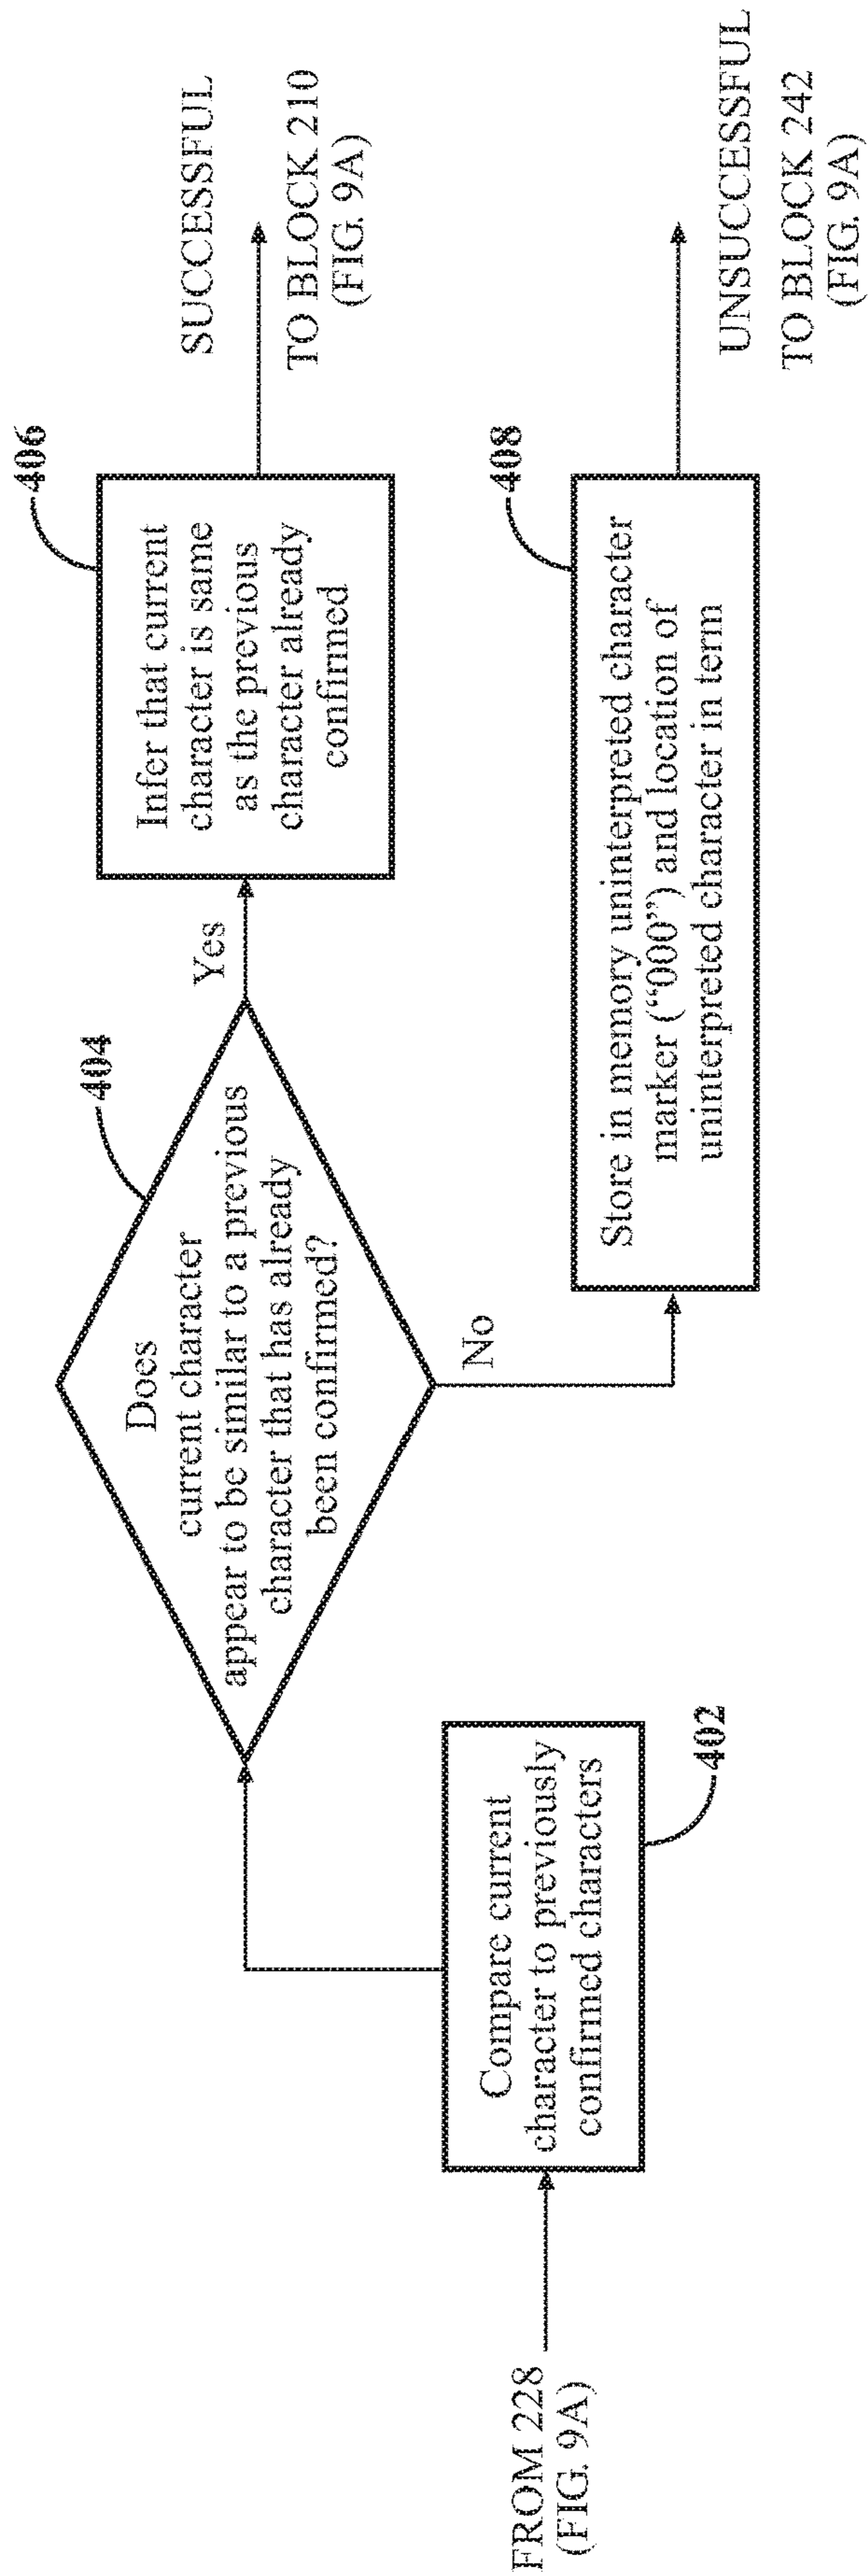 FROM 228
(FIG. 9A)
Compare current
character to previously
confirmed characters
402
Does
current character
appear to be similar to a previous
character that has already
been confirmed?
404
Yes
No
Infer that current
character is same
as the previous
character already
confirmed
406
SUCCESSFUL
TO BLOCK 210
(FIG. 9A)
Store in memory uninterpreted character
marker (“000”) and location of
uninterpreted character in term
408
UNSUCCESSFUL
TO BLOCK 242
(FIG. 9A)